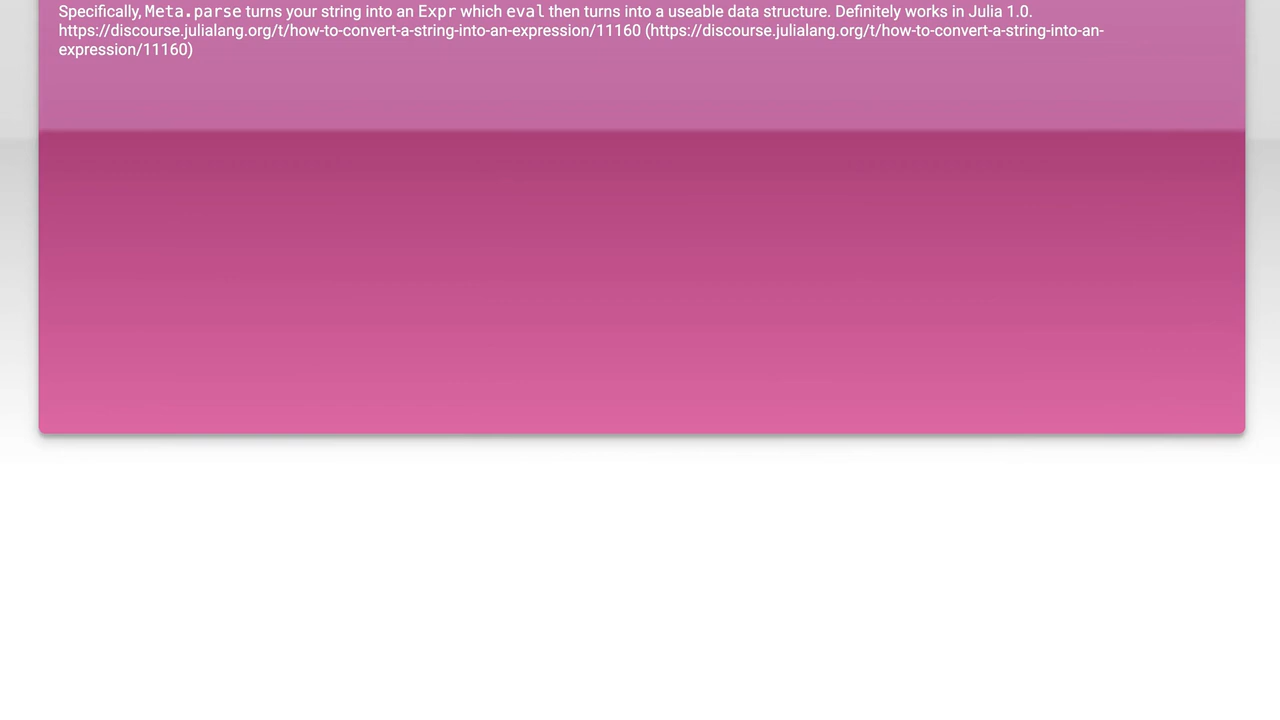 Specifically, Meta.parse turns your string into an Expr which eval then turns into a useable data structure. Definitely works in Julia 1.0.
https://discourse.julialang.org/t/how-to-convert-a-string-into-an-expression/11160 (https://discourse.julialang.org/t/how-to-convert-a-string-into-an-
expression/11160)